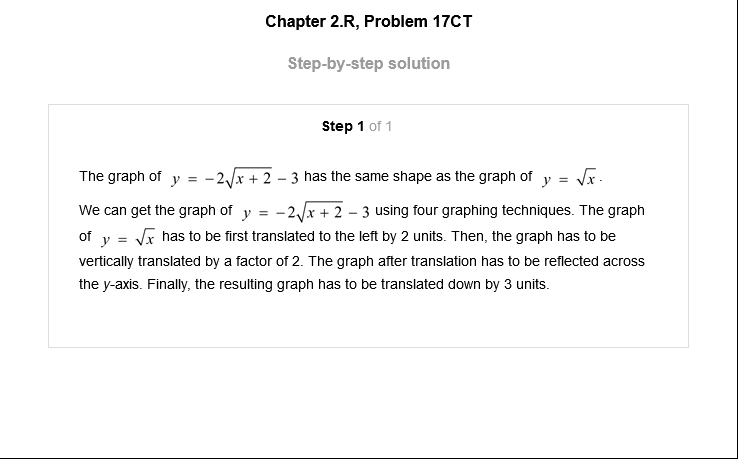 Chapter 2.R, Problem 17CT
Step-by-step solution
Step 1 of 1
The graph of y = −2√(x + 2) − 3 has the same shape as the graph of y = √x .
We can get the graph of y = −2√(x + 2) − 3 using four graphing techniques. The graph
of y = √x has to be first translated to the left by 2 units. Then, the graph has to be
vertically translated by a factor of 2. The graph after translation has to be reflected across
the y-axis. Finally, the resulting graph has to be translated down by 3 units.